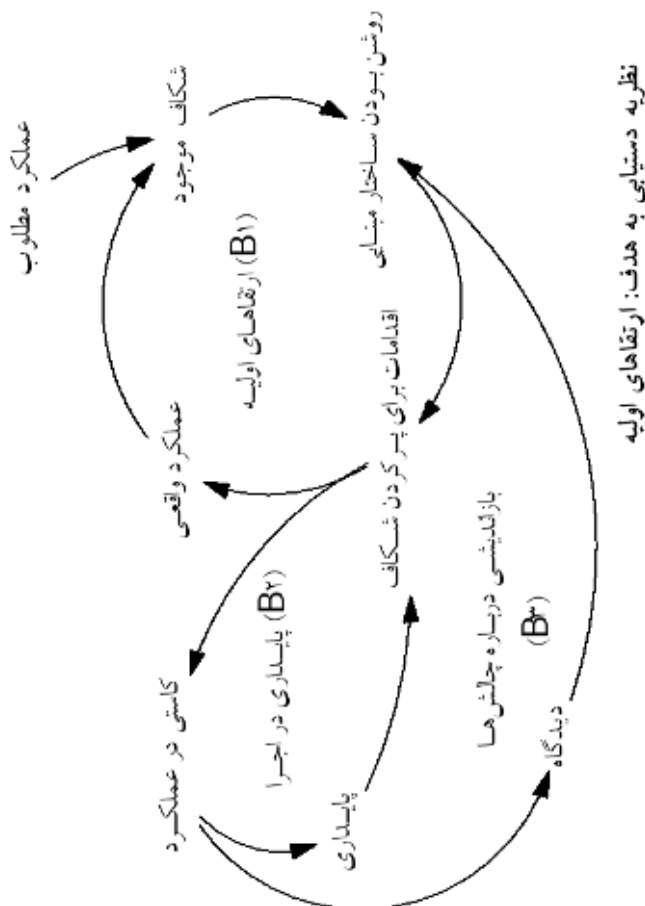 عملکرد مطلوب
شکاف موجود
روشن بودن ساختار مبنایی
(B۱) ارتقاهای اولیه
عملکرد واقعی
اقدامات برای پر کردن شکاف
(B۲) پایداری در اجرا
کاستی در عملکرد
پایداری
بازاندیشی درباره چالش‌ها
(B۳)
دیدگاه
نظریه دستیابی به هدف: ارتقاهای اولیه